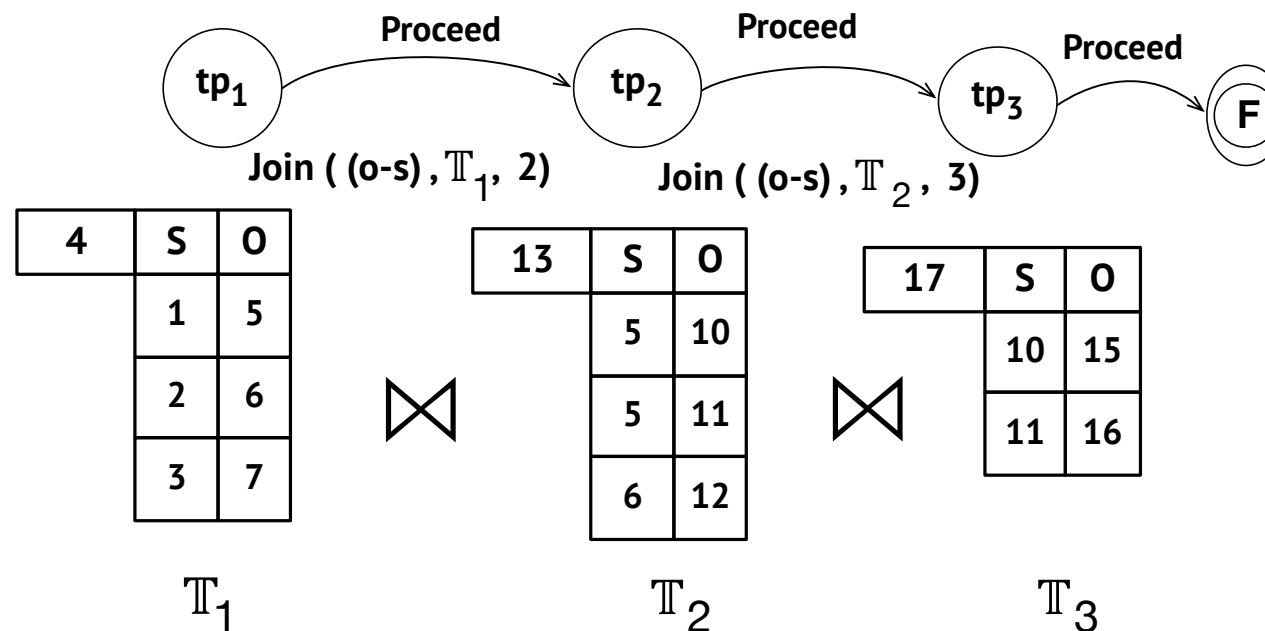 Proceed
Proceed
Proceed
tp1
tp2
tp3
F
Join ( (o-s) , 𝕋1, 2)
Join ( (o-s) , 𝕋2, 3)
4 S O
1 5
2 6
3 7
13 S O
5 10
5 11
6 12
17 S O
10 15
11 16
⋈
⋈
𝕋1
𝕋2
𝕋3